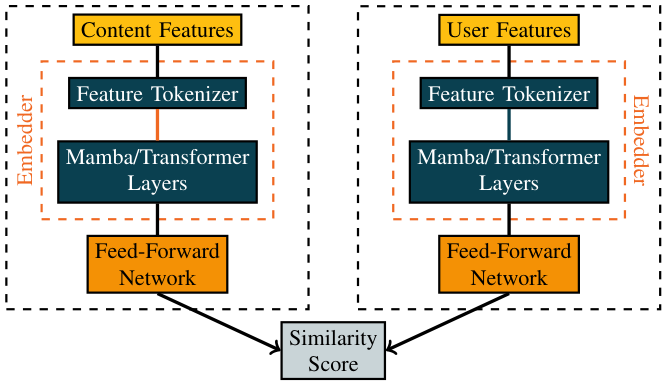 Content Features
Feature Tokenizer
Embedder
Mamba/Transformer
Layers
Feed-Forward
Network
User Features
Feature Tokenizer
Embedder
Mamba/Transformer
Layers
Feed-Forward
Network
Similarity
Score